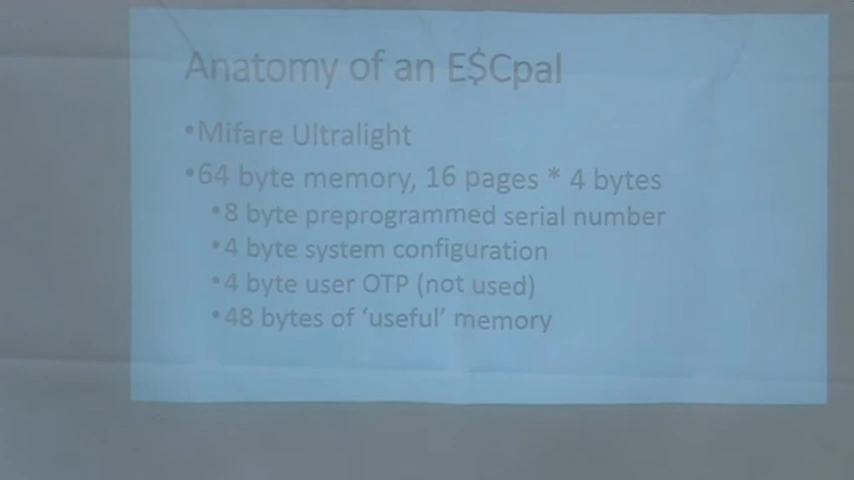 Anatomy of an E$Cpal
•Mifare Ultralight
•64 byte memory, 16 pages * 4 bytes
•8 byte preprogrammed serial number
•4 byte system configuration
•4 byte user OTP (not used)
•48 bytes of ‘useful’ memory